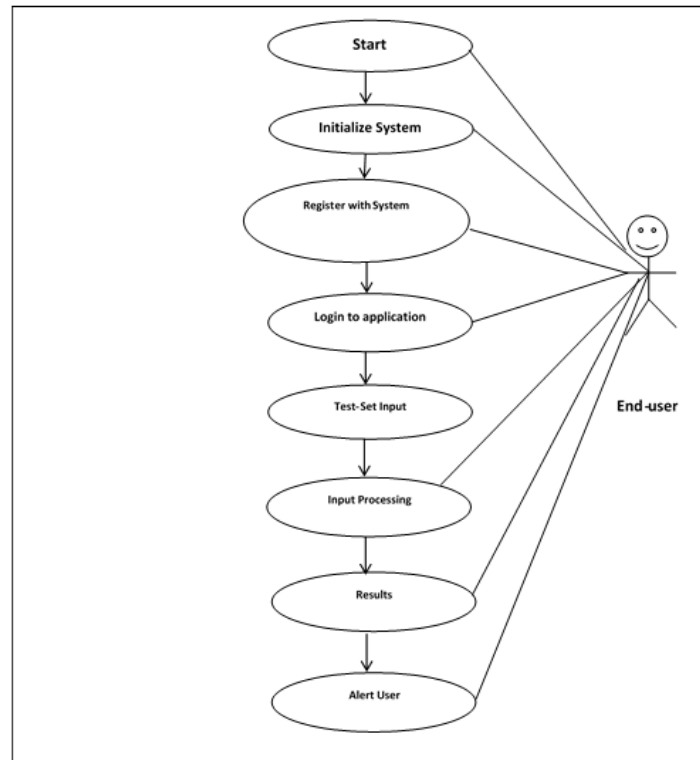 Start
Initialize System
Register with System
Login to application
Test-Set Input
Input Processing
Results
Alert User
End-user